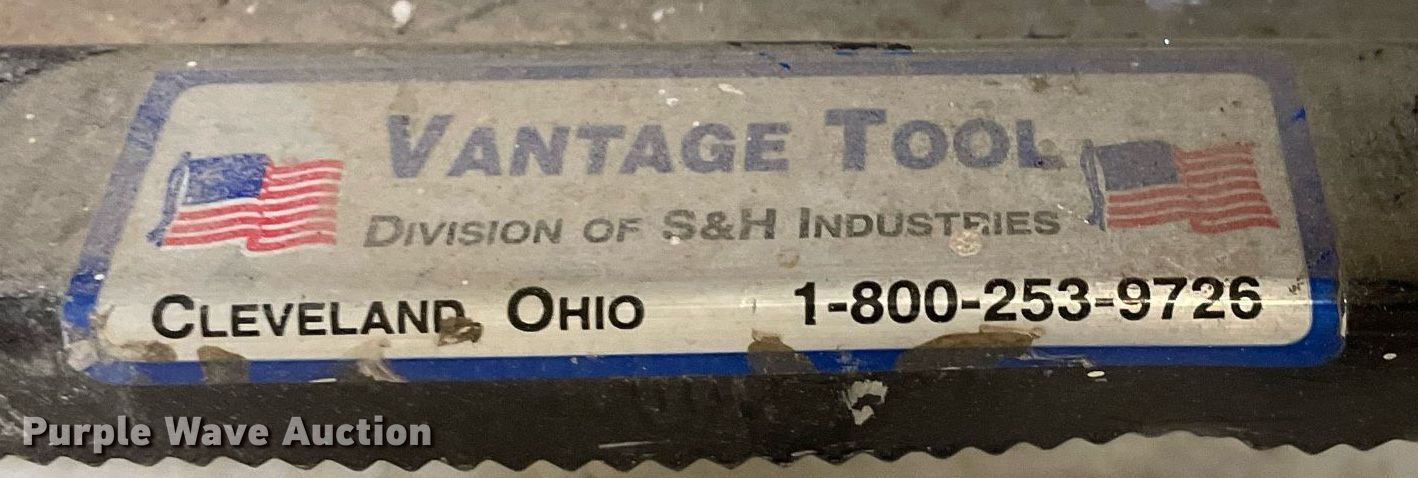 VANTAGE TOOL
DIVISION OF S&H INDUSTRIES
CLEVELAND, OHIO 1-800-253-9726
Purple Wave Auction